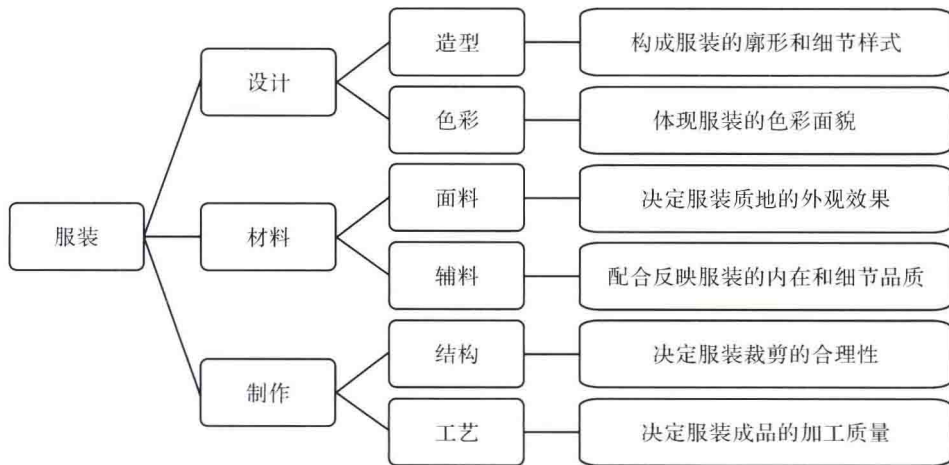 服装
设计
造型
构成服装的廓形和细节样式
色彩
体现服装的色彩面貌
材料
面料
决定服装质地的外观效果
辅料
配合反映服装的内在和细节品质
制作
结构
决定服装裁剪的合理性
工艺
决定服装成品的加工质量